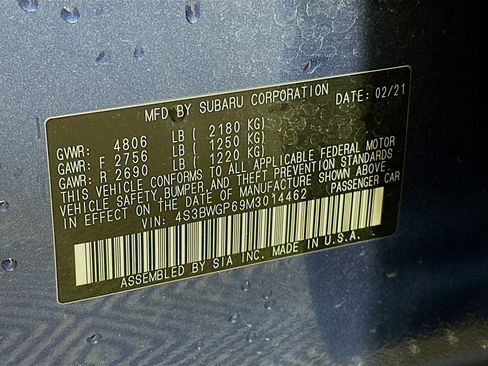 MFD BY SUBARU CORPORATION DATE: 02/21
GVWR: 4806 LB ( 2180 KG)
GAWR: F 2756 LB ( 1250 KG)
GAWR: R 2690 LB ( 1220 KG)
THIS VEHICLE CONFORMS TO ALL APPLICABLE FEDERAL MOTOR
VEHICLE SAFETY, BUMPER, AND THEFT PREVENTION STANDARDS
IN EFFECT ON THE DATE OF MANUFACTURE SHOWN ABOVE.
VIN: 4S3BWGP69M3014462 PASSENGER CAR
ASSEMBLED BY SIA INC. MADE IN U.S.A.